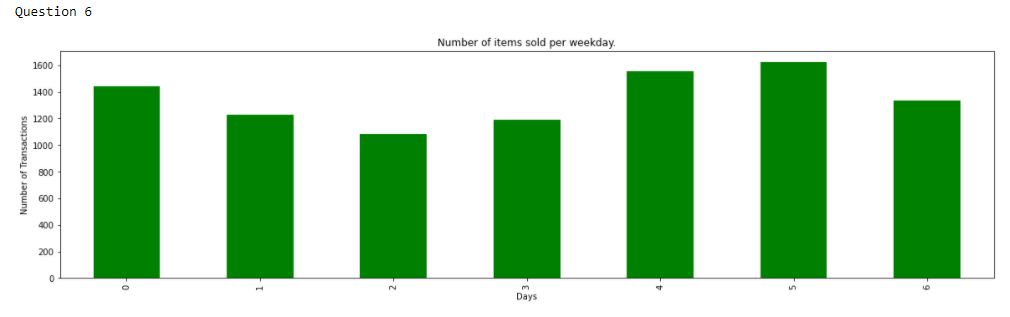 Question 6
Number of items sold per weekday.
Number of Transactions
1600
1400
1200
1000
800
600
400
200
0
0 1 2 3 4 5 6
Days